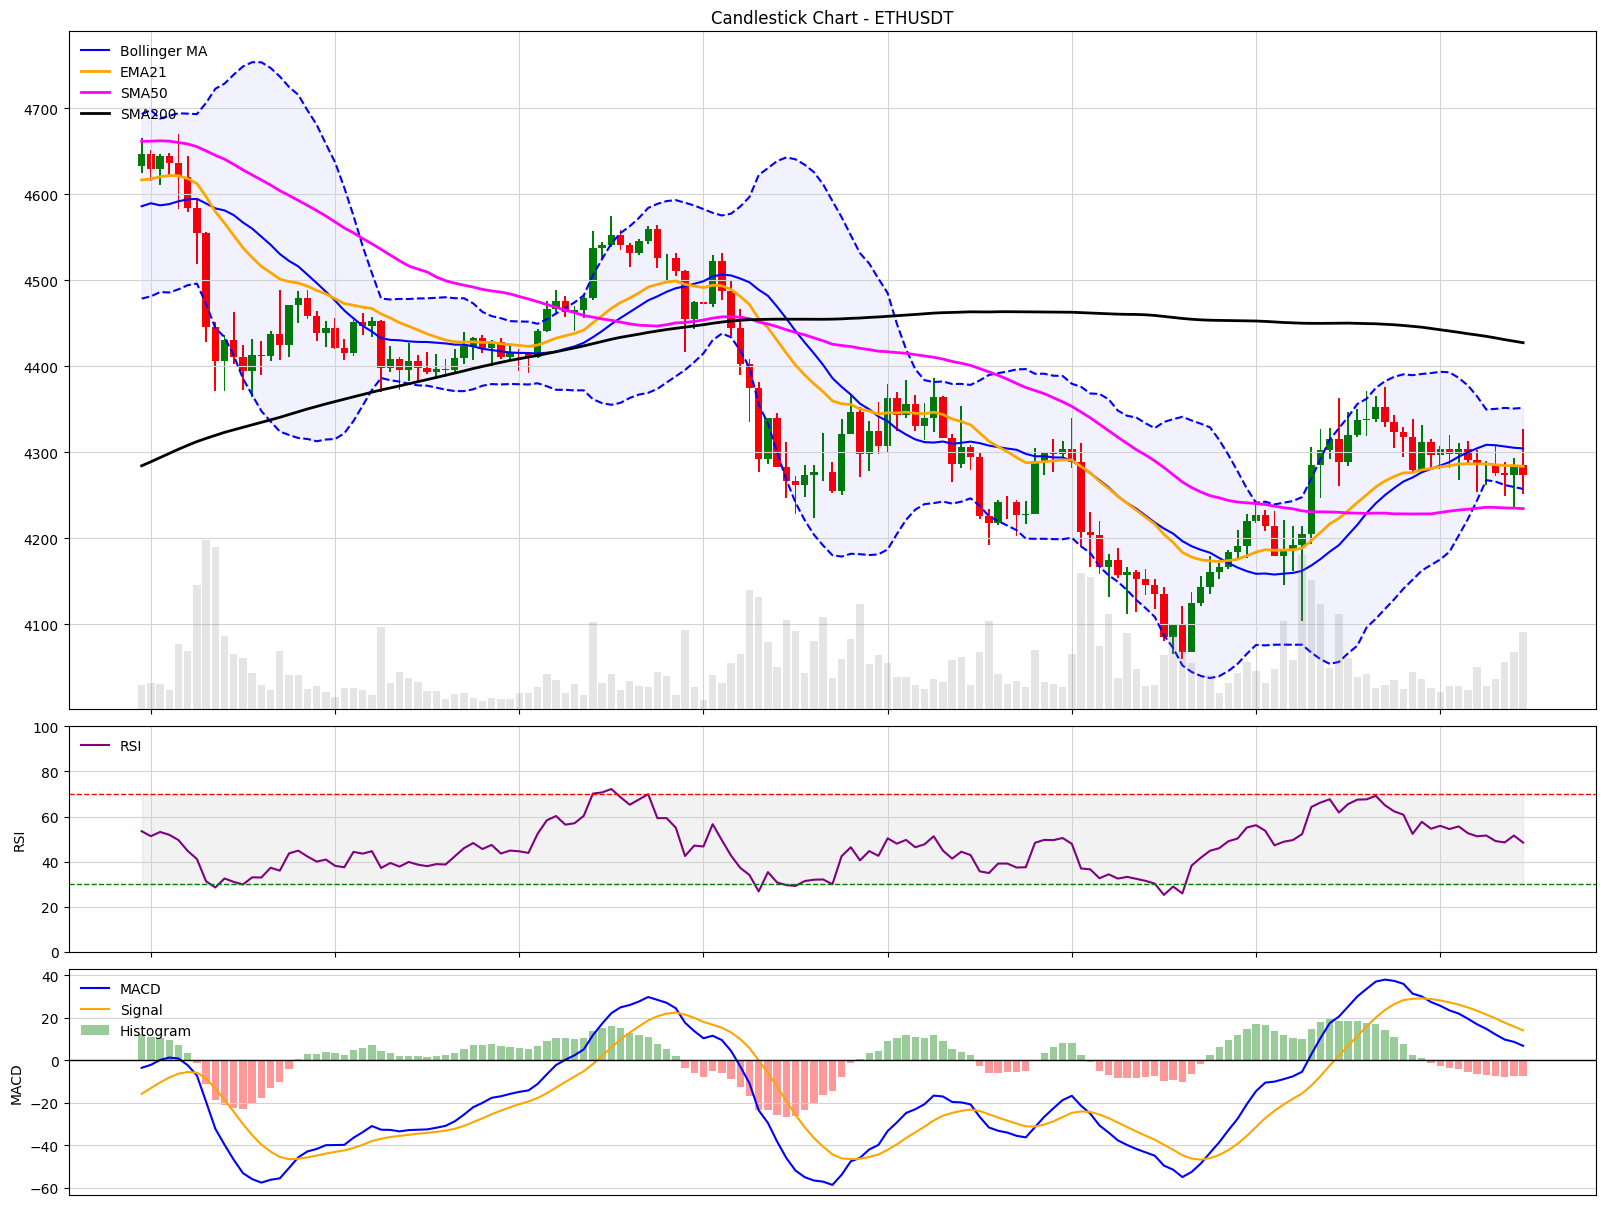 Candlestick Chart - ETHUSDT
Bollinger MA
EMA21
SMA50
SMA200
4700
4600
4500
4400
4300
4200
4100
RSI
100
80
60
40
20
0
RSI
MACD
Signal
Histogram
40
20
0
−20
−40
−60
MACD